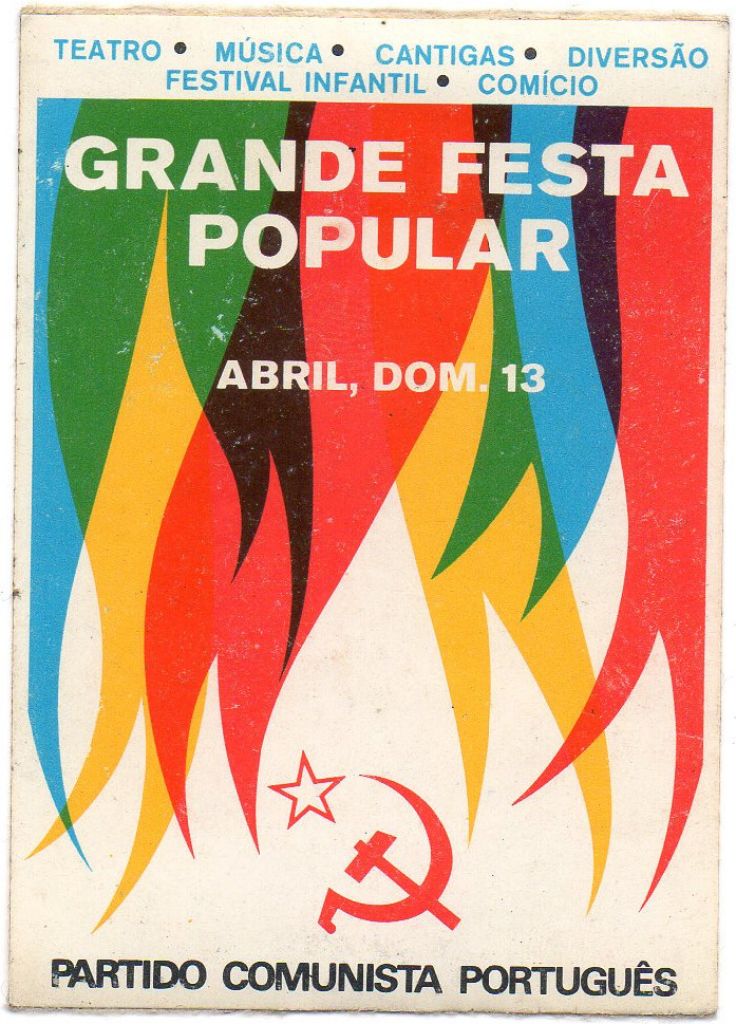 TEATRO • MÚSICA • CANTIGAS • DIVERSÃO
FESTIVAL INFANTIL • COMÍCIO
GRANDE FESTA
POPULAR
ABRIL, DOM. 13
PARTIDO COMUNISTA PORTUGUÊS